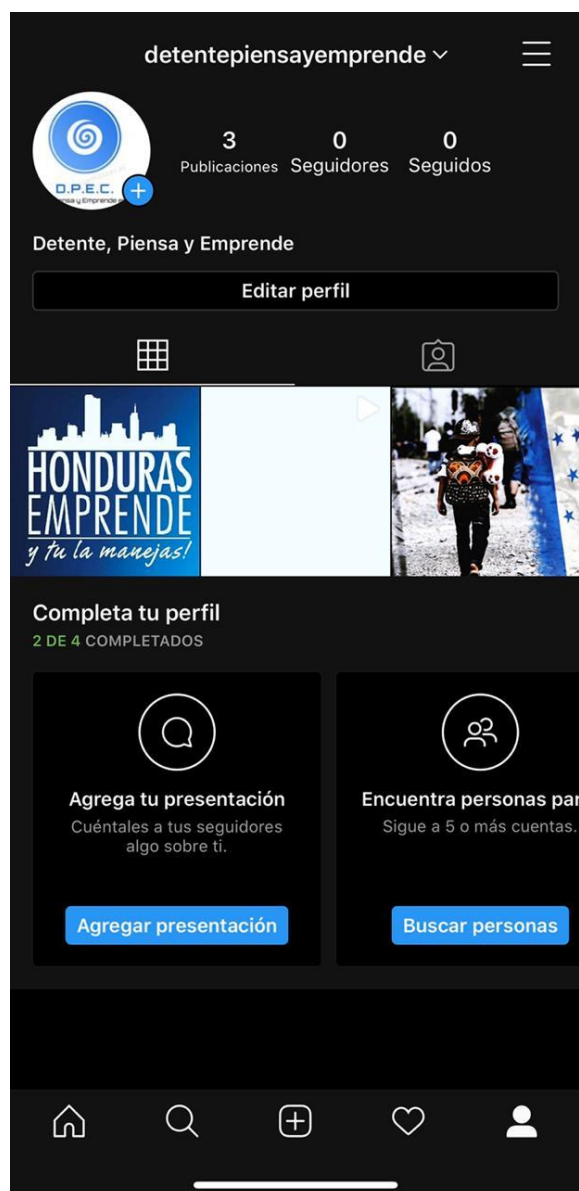 detentepiensayemprende
3
Publicaciones
0
Seguidores
0
Seguidos
D.P.E.C.
Detente, Piensa y Emprende
Editar perfil
HONDURAS
EMPRENDE
y tu la manejas!
Completa tu perfil
2 DE 4 COMPLETADOS
Agrega tu presentación
Cuéntales a tus seguidores
algo sobre ti.
Agregar presentación
Encuentra personas par
Sigue a 5 o más cuentas.
Buscar personas